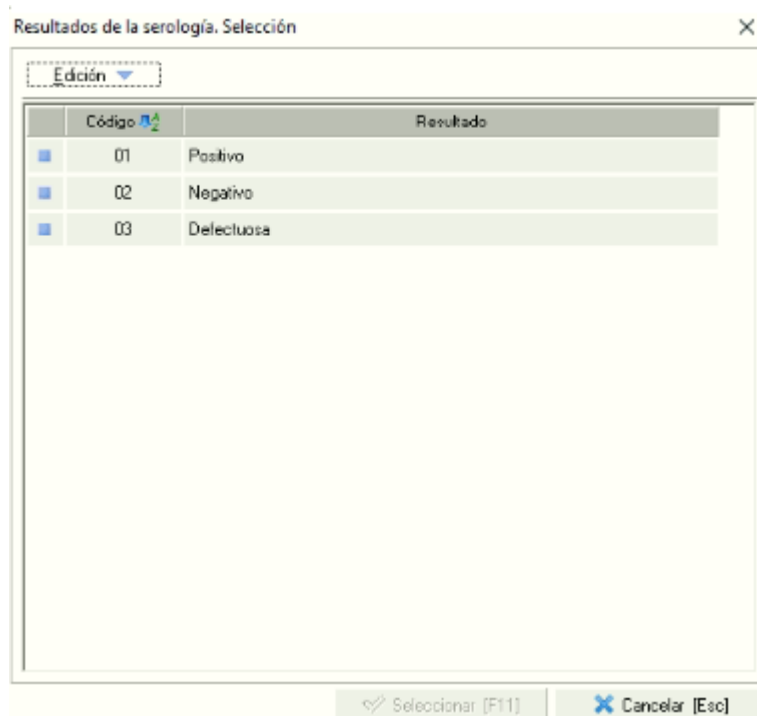 Resultados de la serología. Selección
Edición
Código Resultado
01 Positivo
02 Negativo
03 Defectuosa
Seleccionar [F11] Cancelar [Esc]